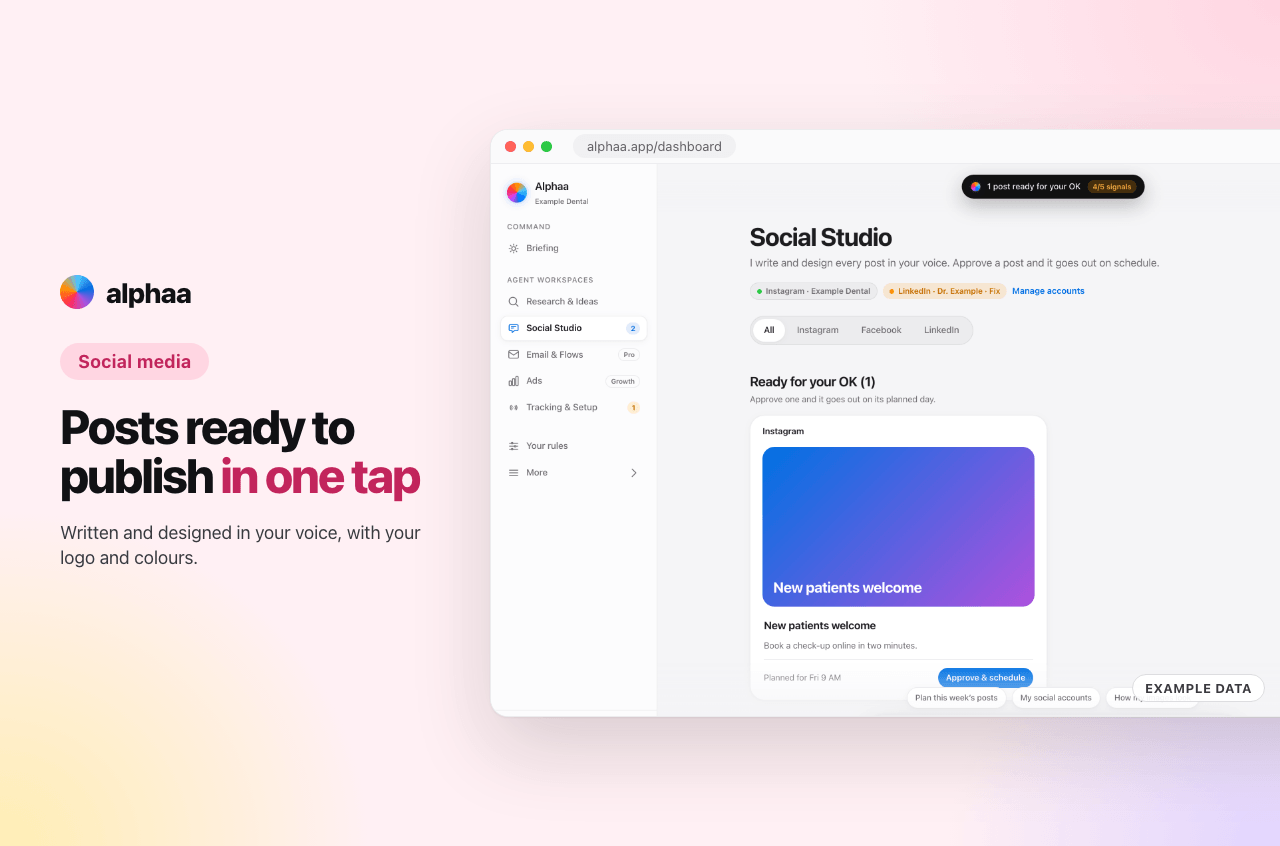 alphaa
Social media
Posts ready to
publish in one tap
Written and designed in your voice, with your
logo and colours.
alphaa.app/dashboard
Alphaa
Example Dental
COMMAND
Briefing
AGENT WORKSPACES
Research & Ideas
Social Studio 2
Email & Flows Pro
Ads Growth
Tracking & Setup 1
Your rules
More
1 post ready for your OK 4/5 signals
Social Studio
I write and design every post in your voice. Approve a post and it goes out on schedule.
Instagram · Example Dental LinkedIn · Dr. Example · Fix Manage accounts
All Instagram Facebook LinkedIn
Ready for your OK (1)
Approve one and it goes out on its planned day.
Instagram
New patients welcome
New patients welcome
Book a check-up online in two minutes.
Planned for Fri 9 AM Approve & schedule
Plan this week's posts My social accounts How
EXAMPLE DATA